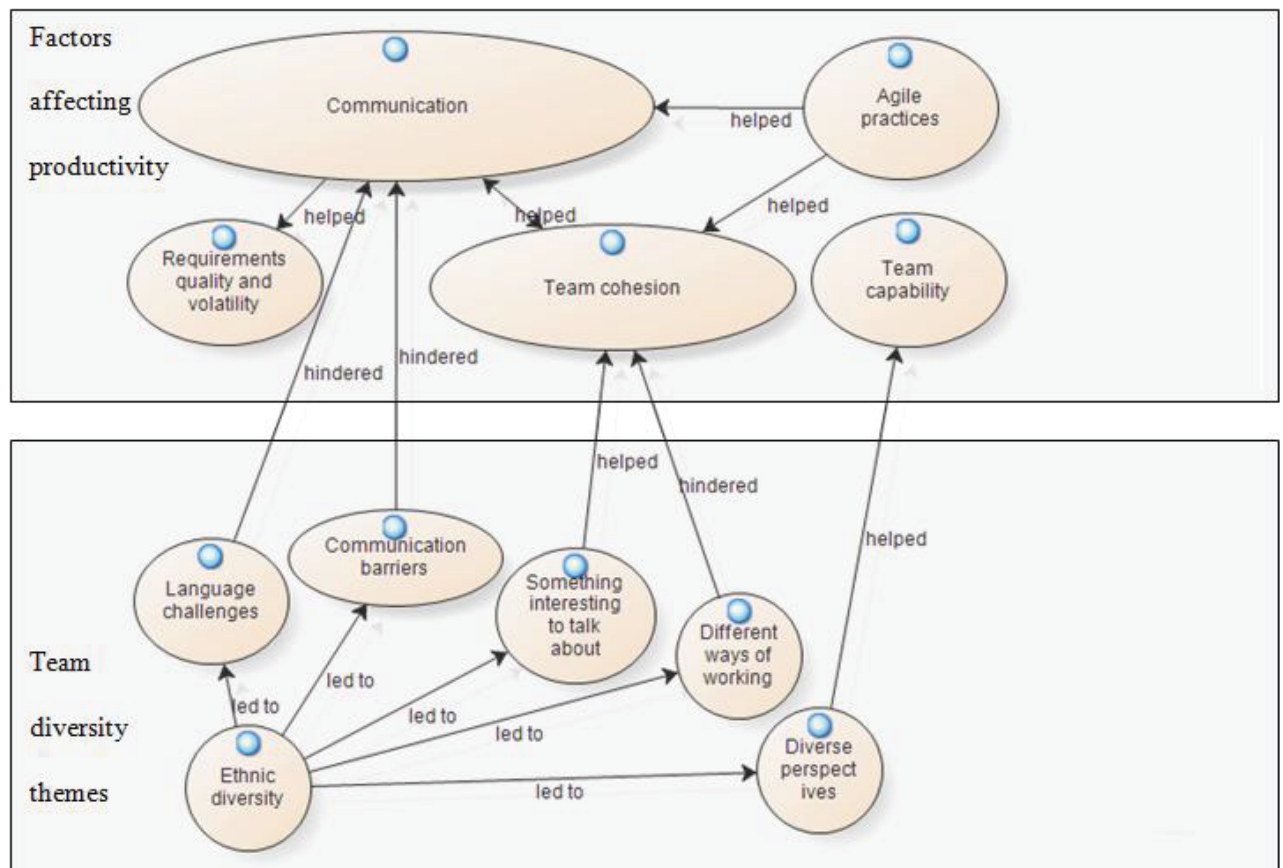 Factors
affecting
productivity
Communication
Agile
practices
helped
helped
helped
helped
Requirements
quality and
volatility
Team cohesion
Team
capability
hindered
hindered
helped
hindered
helped
Language
challenges
Communication
barriers
Something
interesting
to talk
about
Different
ways of
working
Diverse
perspect
ives
Team
diversity
themes
led to
led to
led to
led to
led to
Ethnic
diversity